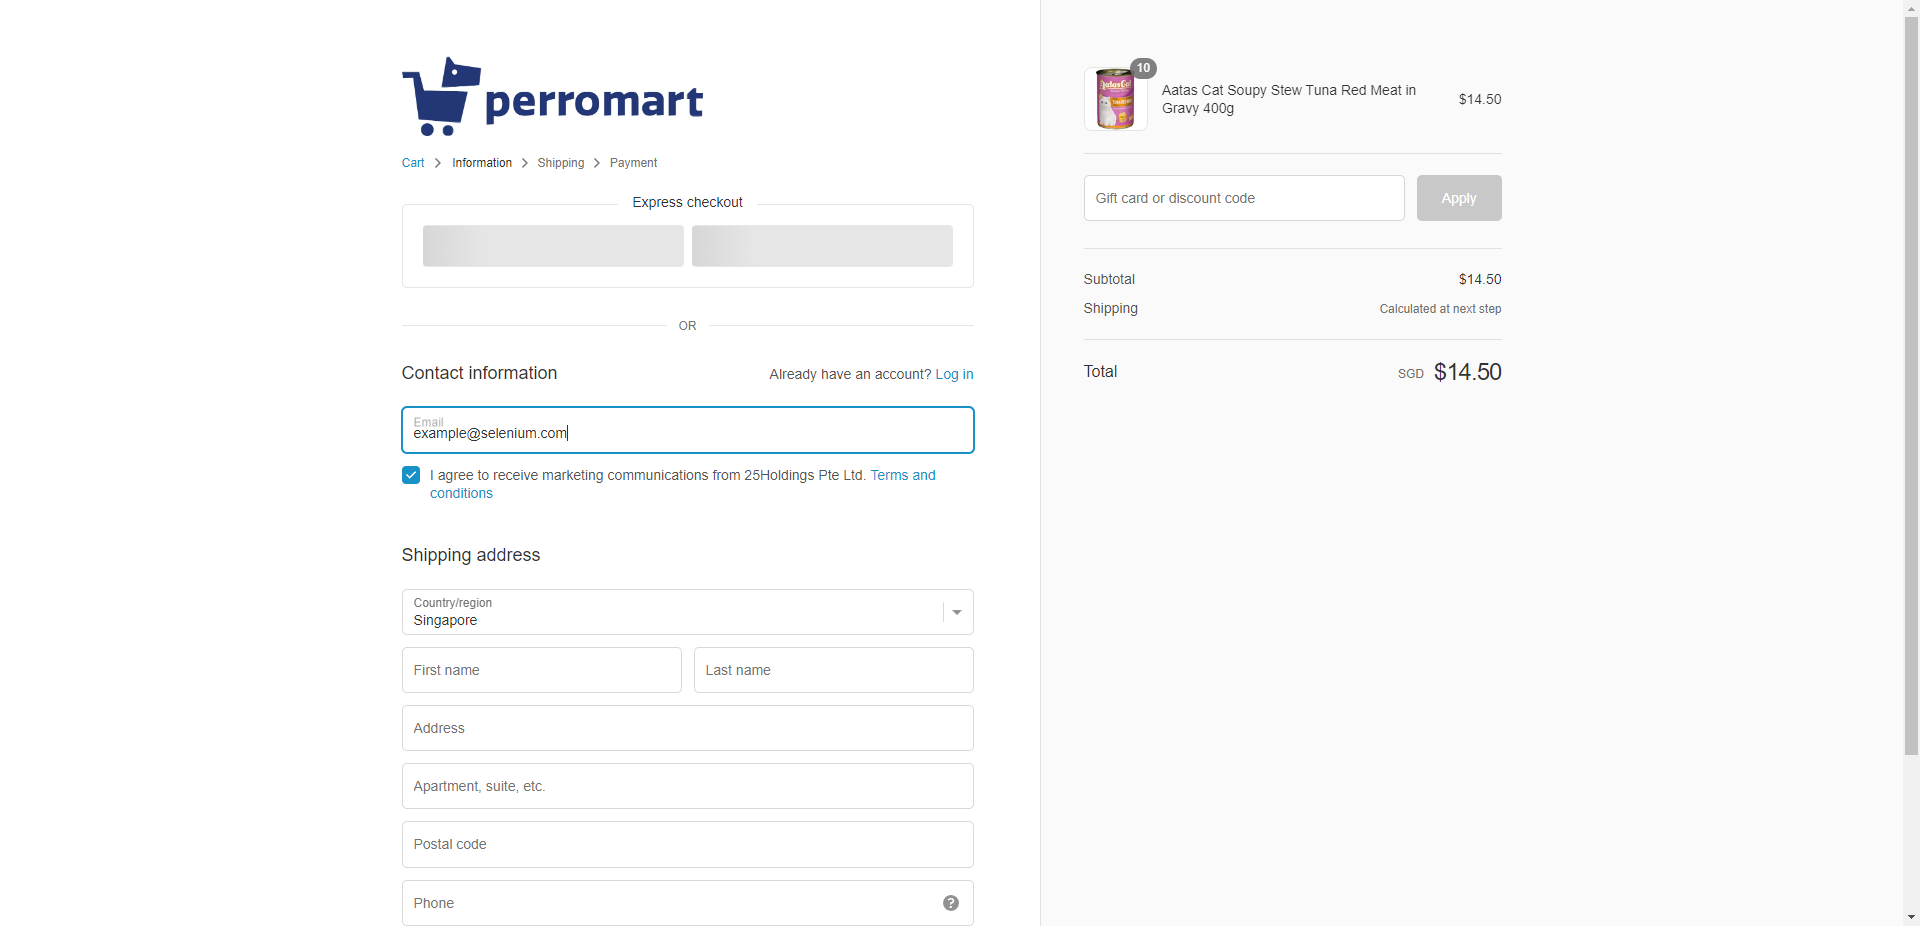 perromart
Cart > Information > Shipping > Payment
Express checkout
OR
Contact information
Already have an account? Log in
Email
example@selenium.com
I agree to receive marketing communications from 25Holdings Pte Ltd. Terms and
conditions
Shipping address
Country/region
Singapore
First name
Last name
Address
Apartment, suite, etc.
Postal code
Phone
?
10
Aatas Cat
Aatas Cat Soupy Stew Tuna Red Meat in
Gravy 400g
$14.50
Gift card or discount code
Apply
Subtotal
$14.50
Shipping
Calculated at next step
Total
SGD $14.50